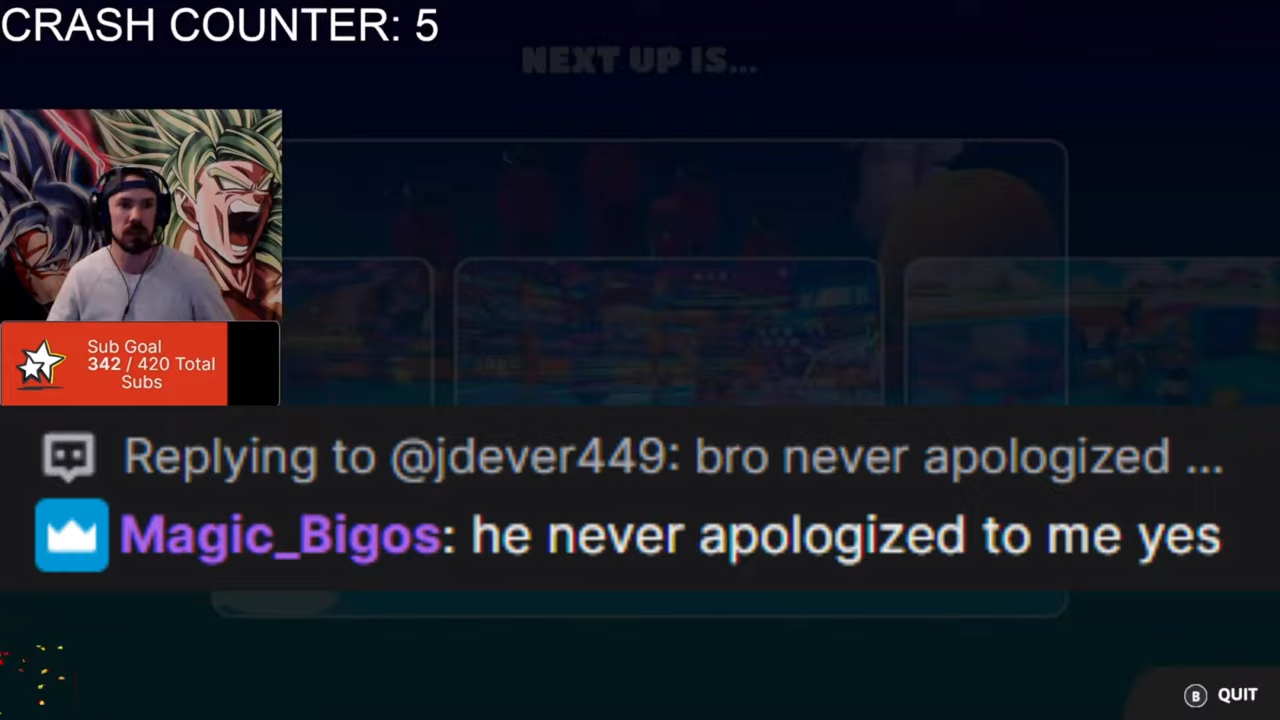 CRASH COUNTER: 5
NEXT UP IS...
Sub Goal
342 / 420 Total
Subs
Replying to @jdever449: bro never apologized ...
Magic_Bigos: he never apologized to me yes
B QUIT